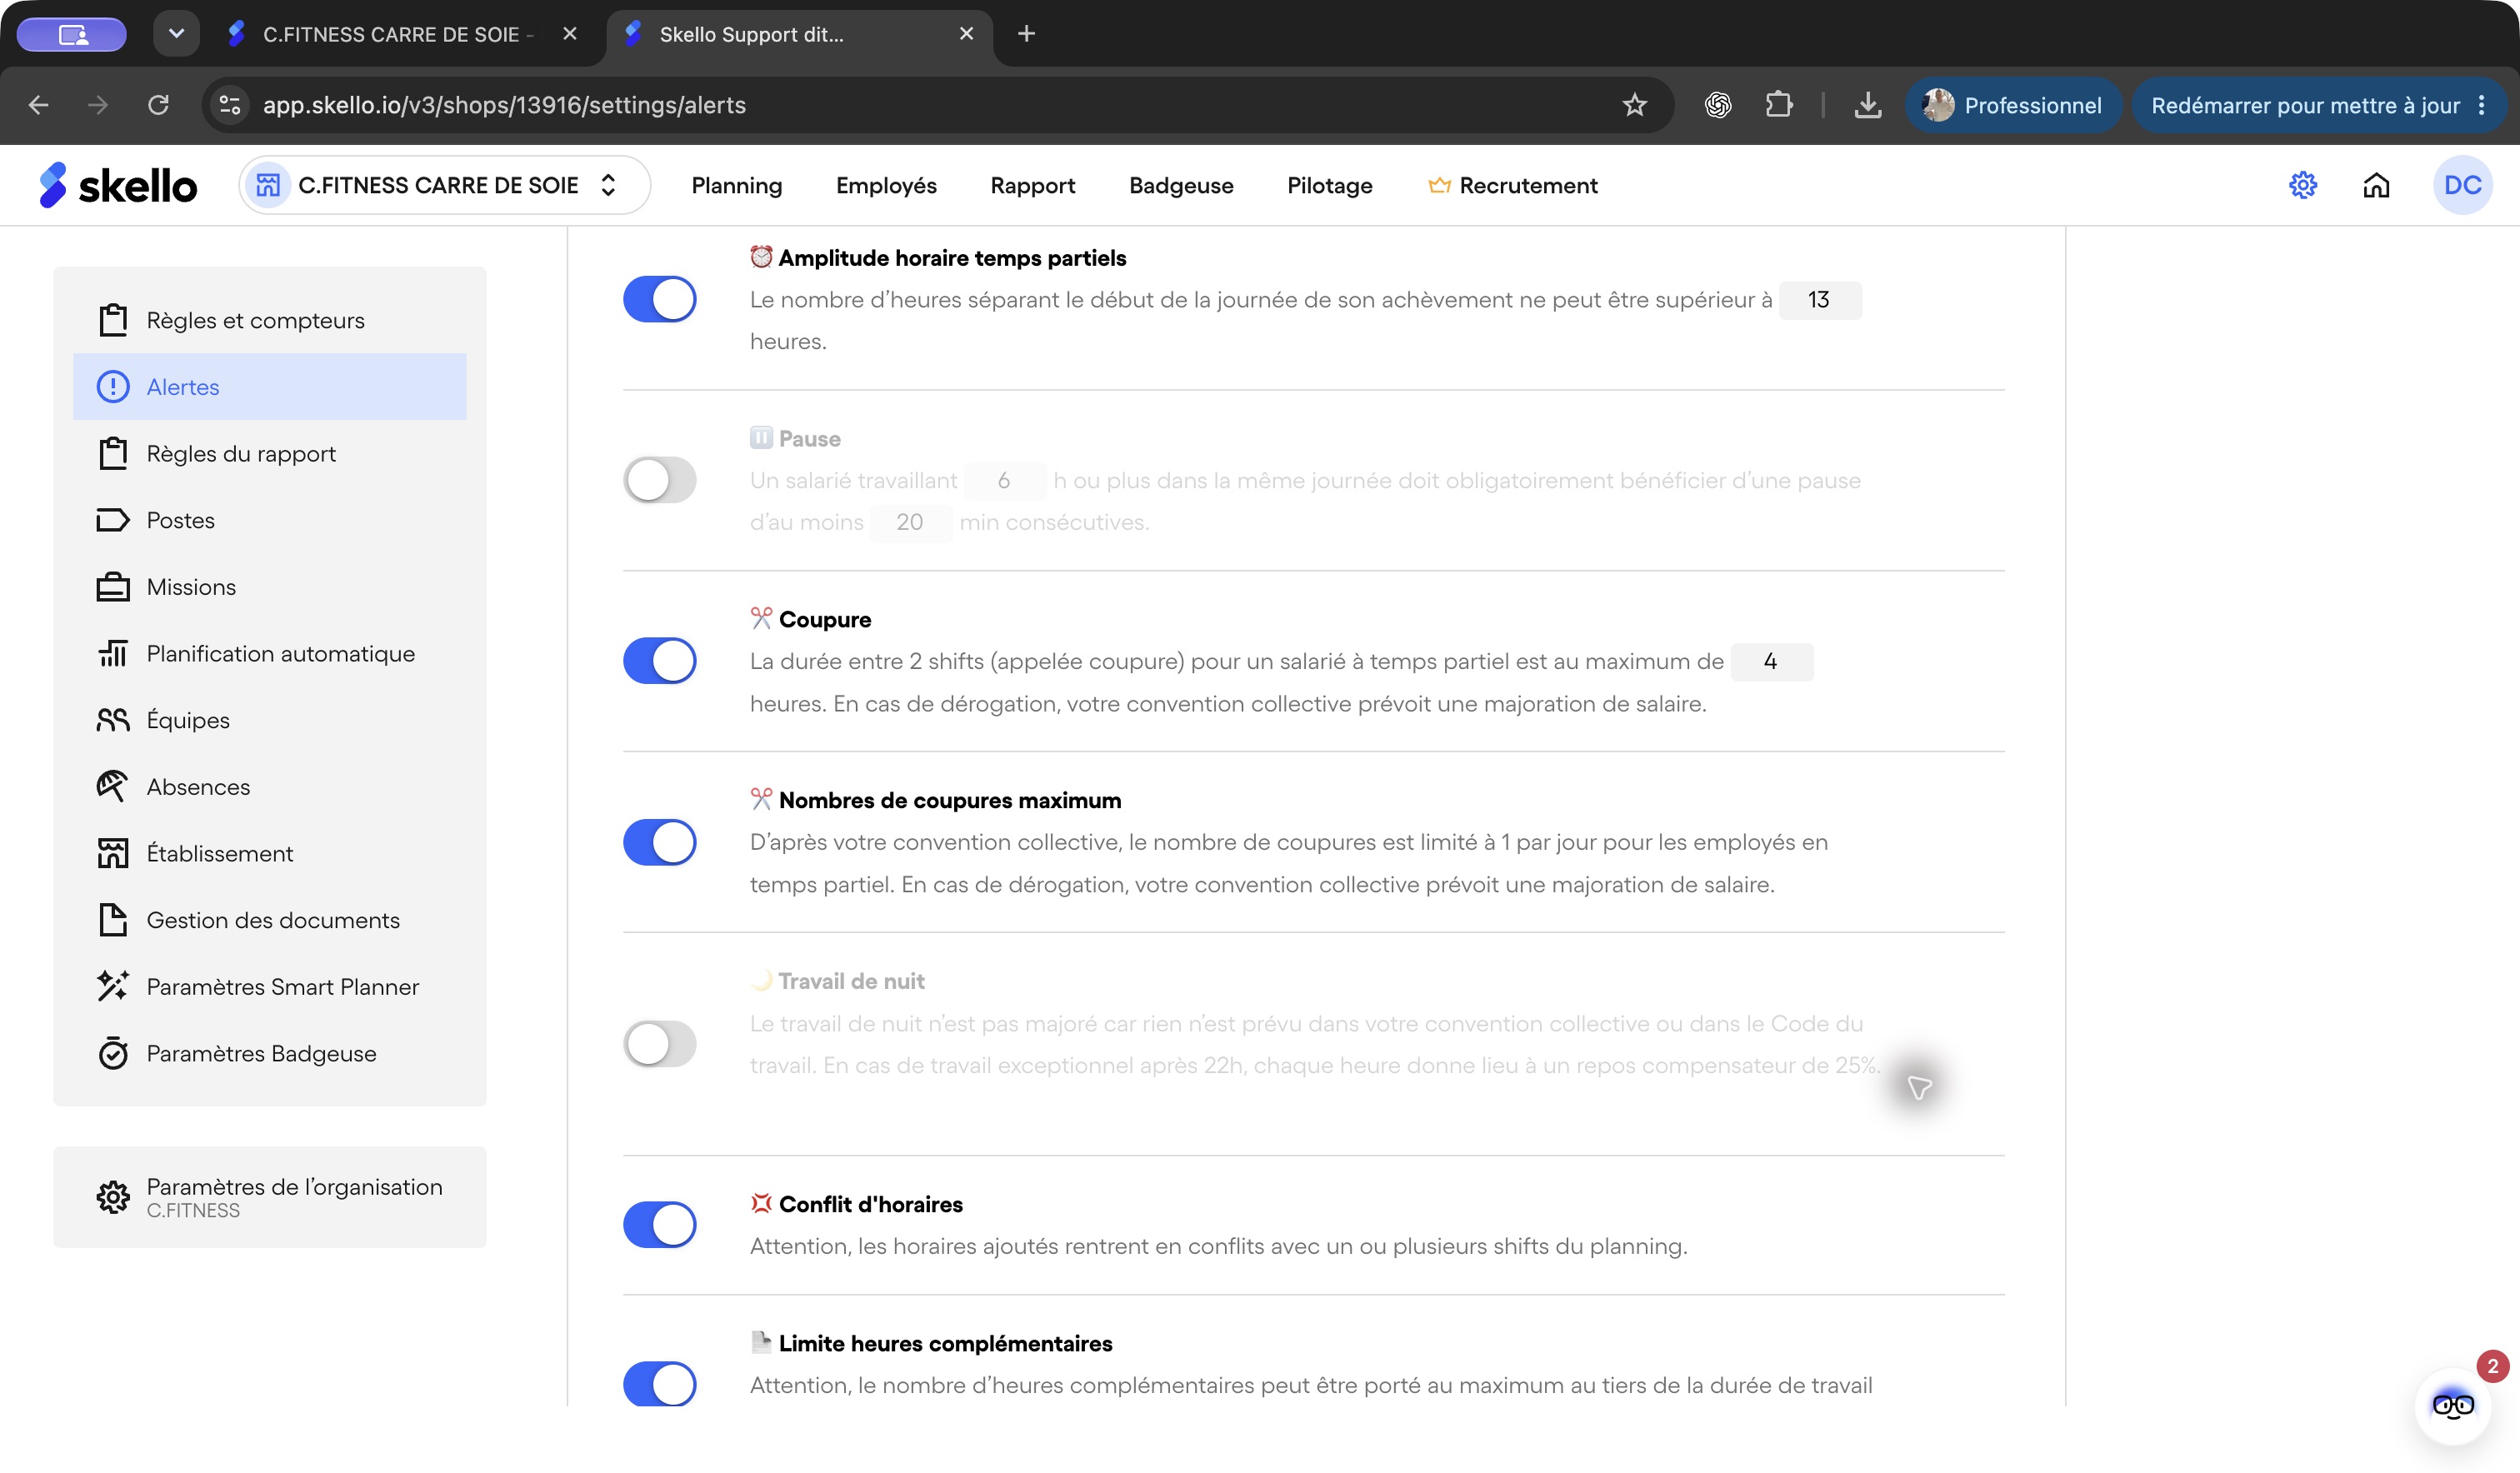 C.FITNESS CARRE DE SOIE -
Skello Support dit...
app.skello.io/v3/shops/13916/settings/alerts
Professionnel
Redémarrer pour mettre à jour
skello
C.FITNESS CARRE DE SOIE
Planning
Employés
Rapport
Badgeuse
Pilotage
Recrutement
DC
Règles et compteurs
Alertes
Règles du rapport
Postes
Missions
Planification automatique
Équipes
Absences
Établissement
Gestion des documents
Paramètres Smart Planner
Paramètres Badgeuse
Paramètres de l’organisation
C.FITNESS
Amplitude horaire temps partiels
Le nombre d’heures séparant le début de la journée de son achèvement ne peut être supérieur à 13
heures.
Pause
Un salarié travaillant 6 h ou plus dans la même journée doit obligatoirement bénéficier d’une pause
d’au moins 20 min consécutives.
Coupure
La durée entre 2 shifts (appelée coupure) pour un salarié à temps partiel est au maximum de 4
heures. En cas de dérogation, votre convention collective prévoit une majoration de salaire.
Nombres de coupures maximum
D’après votre convention collective, le nombre de coupures est limité à 1 par jour pour les employés en
temps partiel. En cas de dérogation, votre convention collective prévoit une majoration de salaire.
Travail de nuit
Le travail de nuit n’est pas majoré car rien n’est prévu dans votre convention collective ou dans le Code du
travail. En cas de travail exceptionnel après 22h, chaque heure donne lieu à un repos compensateur de 25%.
Conflit d'horaires
Attention, les horaires ajoutés rentrent en conflits avec un ou plusieurs shifts du planning.
Limite heures complémentaires
Attention, le nombre d’heures complémentaires peut être porté au maximum au tiers de la durée de travail
2